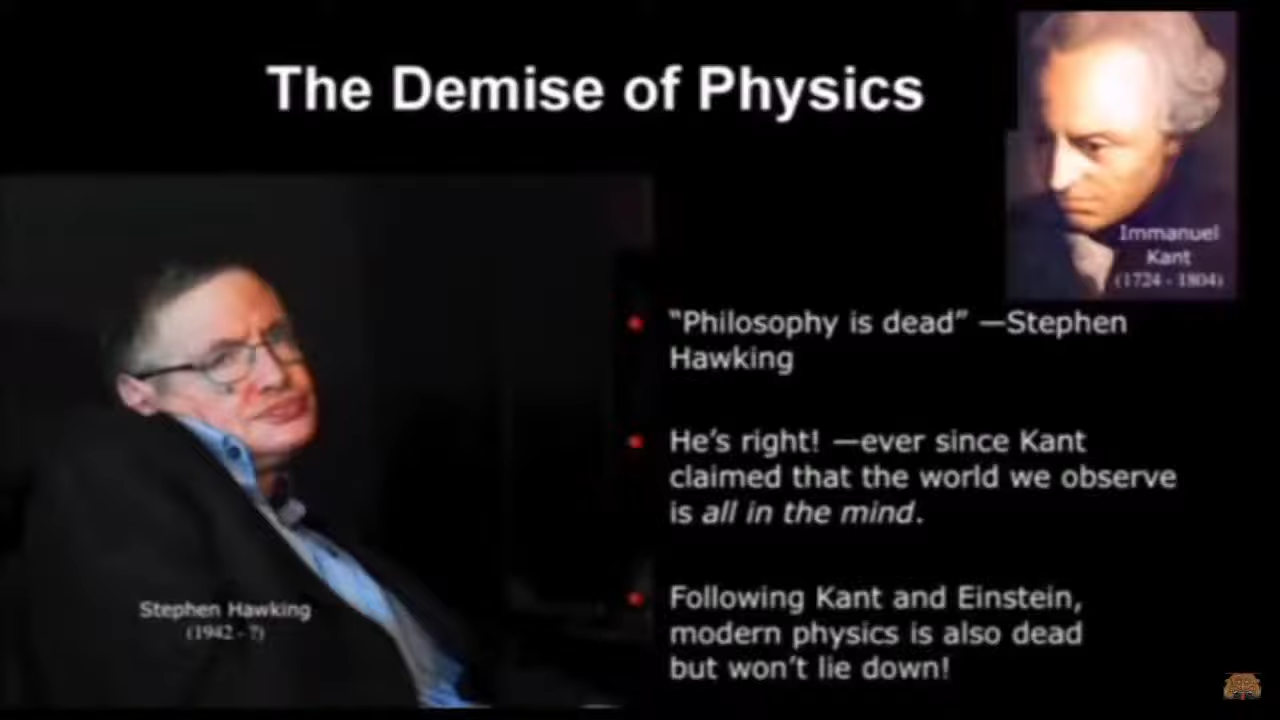 The Demise of Physics
Immanuel
Kant
(1724 - 1804)
“Philosophy is dead” —Stephen
Hawking
He’s right! —ever since Kant
claimed that the world we observe
is all in the mind.
Following Kant and Einstein,
modern physics is also dead
but won’t lie down!
Stephen Hawking
(1942 - ?)